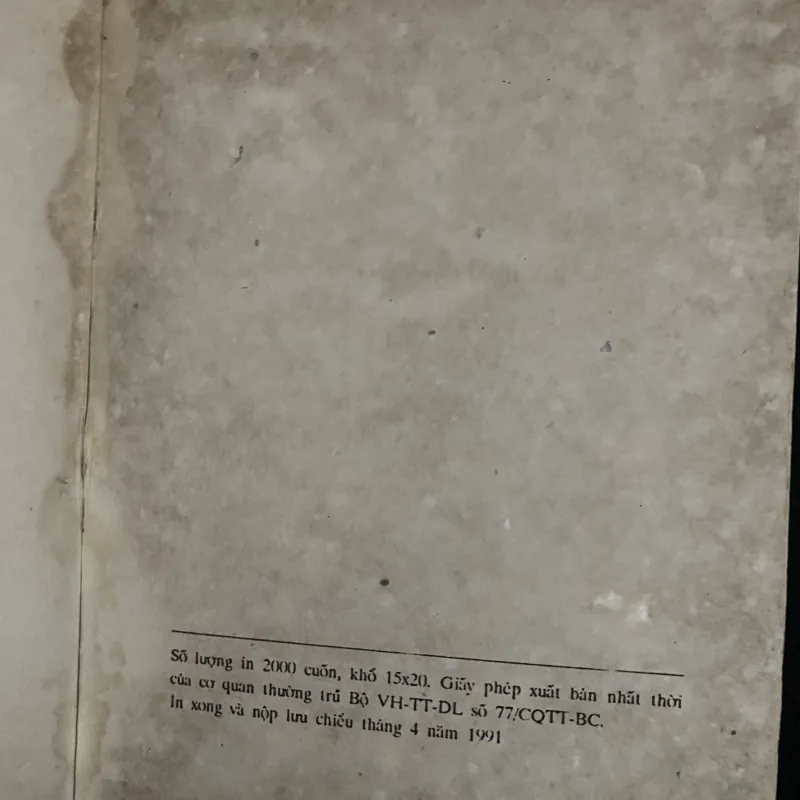 Số lượng in 2000 cuốn, khổ 15x20. Giấy phép xuất bản nhất thời
của cơ quan thường trú Bộ VH-TT-DL số 77/CQTT-BC.
In xong và nộp lưu chiểu tháng 4 năm 1991